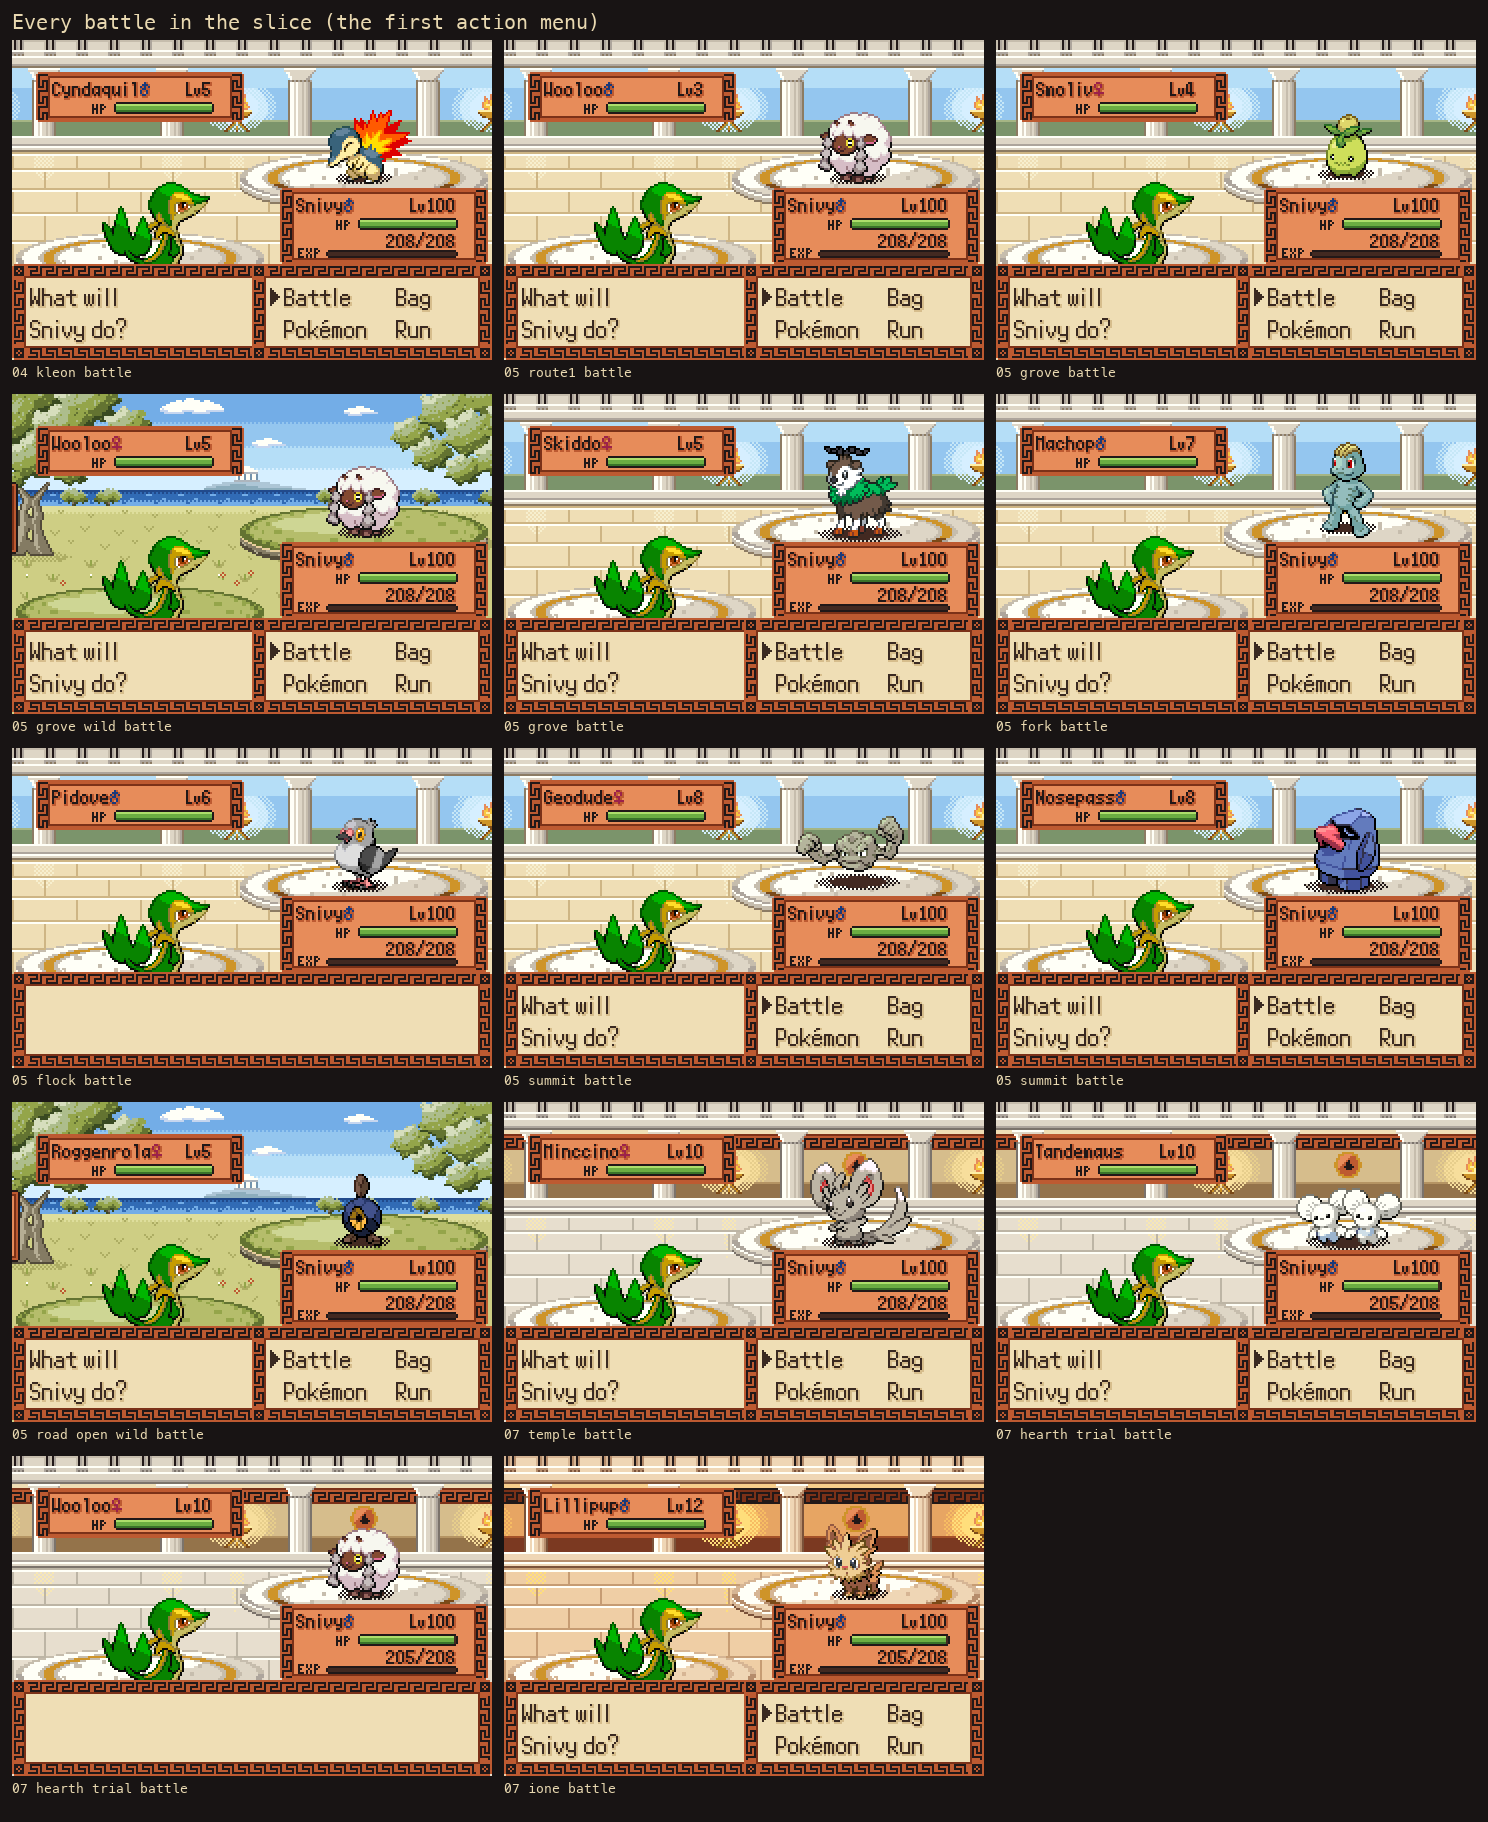 Every battle in the slice (the first action menu)
Cyndaquil♂ Lv5
HP
Snivy♂ Lv100
HP
208/208
EXP
What will
Snivy do?
Battle Bag
Pokémon Run
04 kleon battle
Wooloo♂ Lv3
HP
Snivy♂ Lv100
HP
208/208
EXP
What will
Snivy do?
Battle Bag
Pokémon Run
05 route1 battle
Smoliv♀ Lv4
HP
Snivy♂ Lv100
HP
208/208
EXP
What will
Snivy do?
Battle Bag
Pokémon Run
05 grove battle
Wooloo♀ Lv5
HP
Snivy♂ Lv100
HP
208/208
EXP
What will
Snivy do?
Battle Bag
Pokémon Run
05 grove wild battle
Skiddo♀ Lv5
HP
Snivy♂ Lv100
HP
208/208
EXP
What will
Snivy do?
Battle Bag
Pokémon Run
05 grove battle
Machop♂ Lv7
HP
Snivy♂ Lv100
HP
208/208
EXP
What will
Snivy do?
Battle Bag
Pokémon Run
05 fork battle
Pidove♂ Lv6
HP
Snivy♂ Lv100
HP
208/208
EXP
05 flock battle
Geodude♀ Lv8
HP
Snivy♂ Lv100
HP
208/208
EXP
What will
Snivy do?
Battle Bag
Pokémon Run
05 summit battle
Nosepass♂ Lv8
HP
Snivy♂ Lv100
HP
208/208
EXP
What will
Snivy do?
Battle Bag
Pokémon Run
05 summit battle
Roggenrola♀ Lv5
HP
Snivy♂ Lv100
HP
208/208
EXP
What will
Snivy do?
Battle Bag
Pokémon Run
05 road open wild battle
Minccino♀ Lv10
HP
Snivy♂ Lv100
HP
208/208
EXP
What will
Snivy do?
Battle Bag
Pokémon Run
07 temple battle
Tandemaus Lv10
HP
Snivy♂ Lv100
HP
205/208
EXP
What will
Snivy do?
Battle Bag
Pokémon Run
07 hearth trial battle
Wooloo♀ Lv10
HP
Snivy♂ Lv100
HP
205/208
EXP
07 hearth trial battle
Lillipup♂ Lv12
HP
Snivy♂ Lv100
HP
205/208
EXP
What will
Snivy do?
Battle Bag
Pokémon Run
07 ione battle